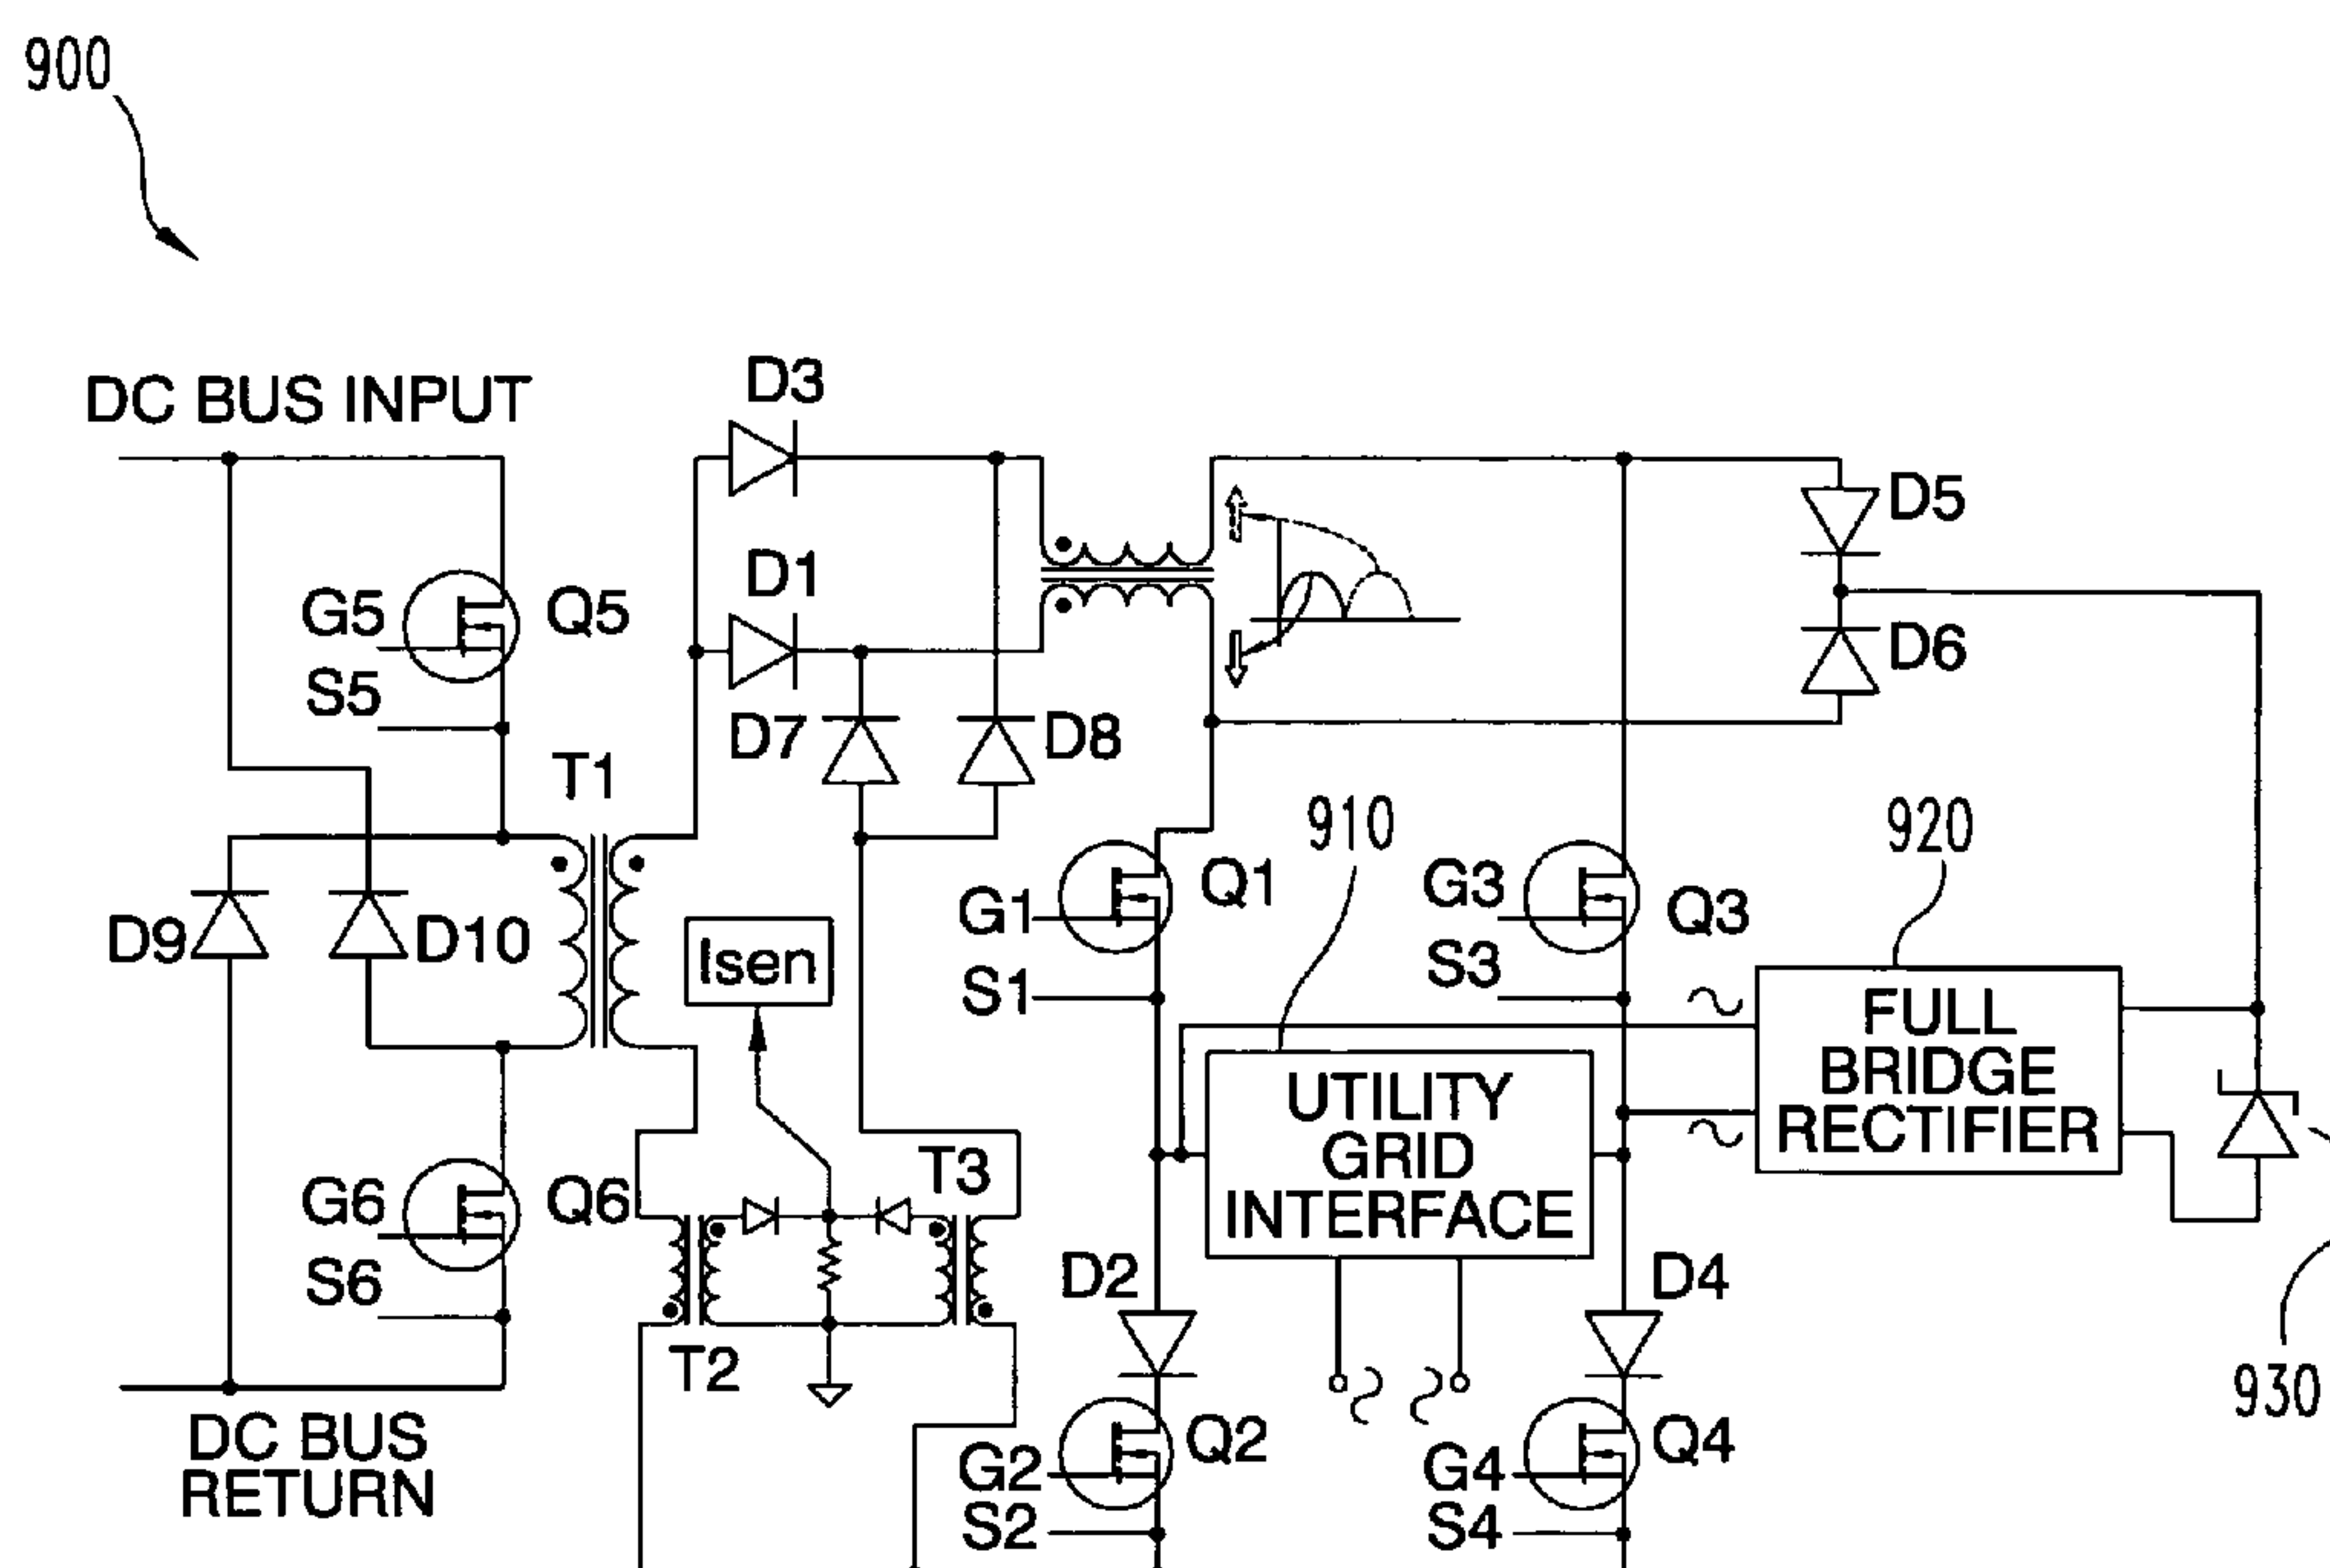 900
DC BUS INPUT
D3
D1
D5
D6
G5
Q5
S5
D7
D8
T1
910
920
G1
Q1
G3
Q3
S1
S3
D9
D10
Isen
FULL
BRIDGE
RECTIFIER
UTILITY
GRID
INTERFACE
G6
Q6
S6
T3
T2
D2
D4
930
DC BUS
RETURN
G2
Q2
S2
G4
Q4
S4